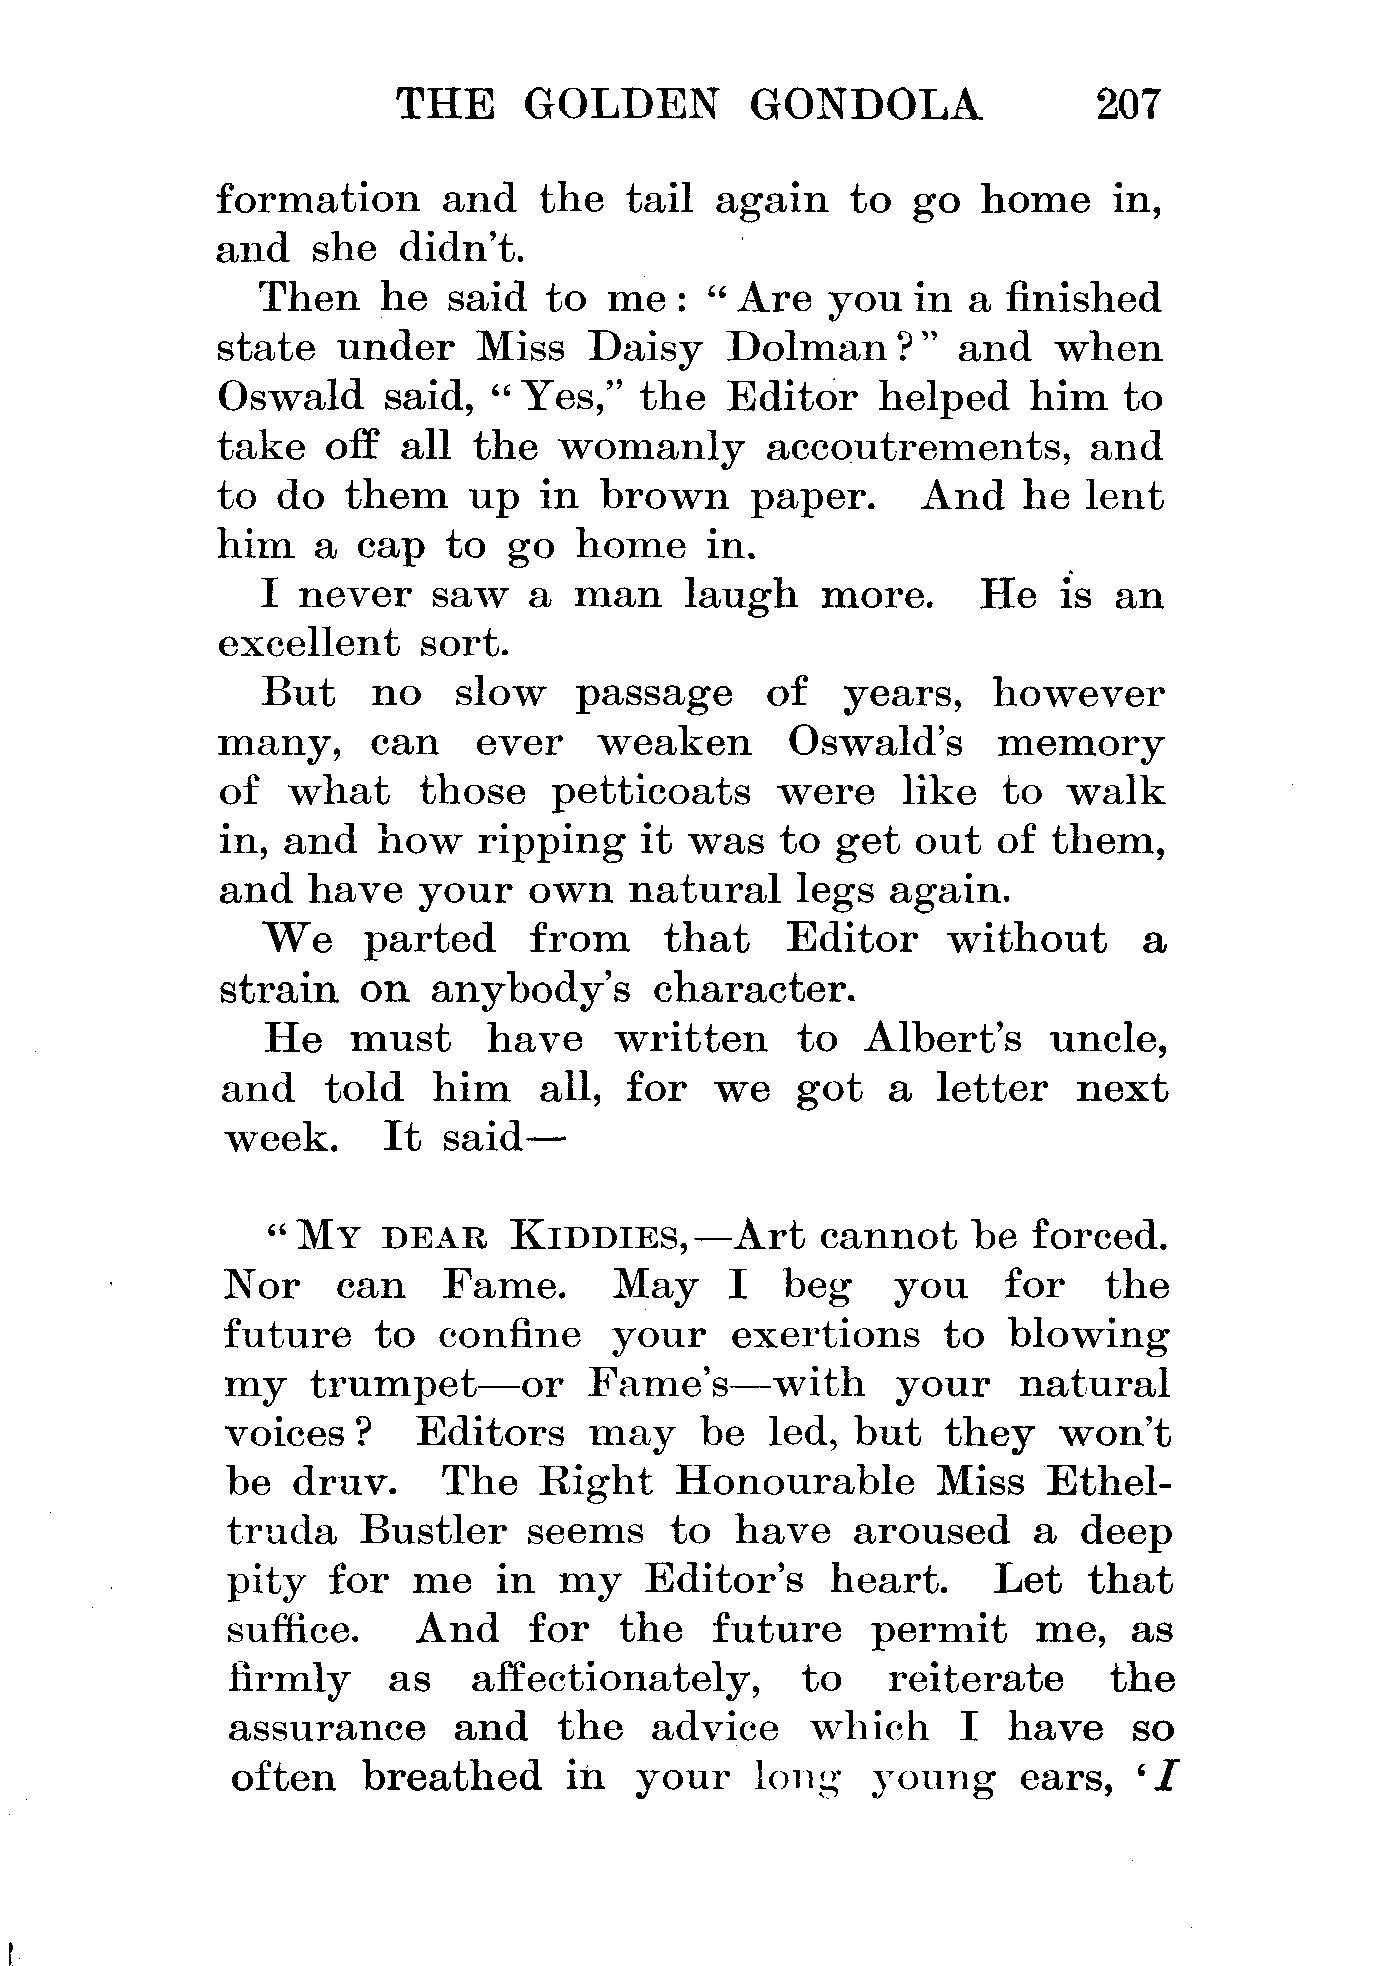 THE GOLDEN GONDOLA 207
formation and the tail again to go home in,
and she didn't.
Then he said to me: "Are you in a finished
state under Miss Daisy Dolman?" and when
Oswald said, "Yes," the Editor helped him to
take off all the womanly accoutrements, and
to do them up in brown paper. And he lent
him a cap to go home in.
I never saw a man laugh more. He is an
excellent sort.
But no slow passage of years, however
many, can ever weaken Oswald's memory
of what those petticoats were like to walk
in, and how ripping it was to get out of them,
and have your own natural legs again.
We parted from that Editor without a
strain on anybody's character.
He must have written to Albert's uncle,
and told him all, for we got a letter next
week. It said—
"MY DEAR KIDDIES,—Art cannot be forced.
Nor can Fame. May I beg you for the
future to confine your exertions to blowing
my trumpet—or Fame's—with your natural
voices? Editors may be led, but they won't
be druv. The Right Honourable Miss Ethel-
truda Bustler seems to have aroused a deep
pity for me in my Editor's heart. Let that
suffice. And for the future permit me, as
firmly as affectionately, to reiterate the
assurance and the advice which I have so
often breathed in your long young ears, 'I